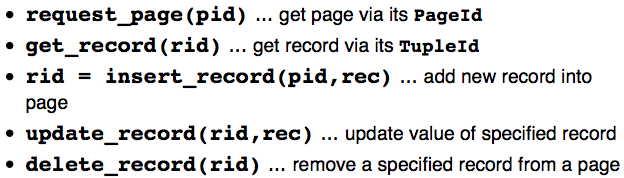 • request_page(pid) ... get page via its PageId
• get_record(rid) ... get record via its TupleId
• rid = insert_record(pid,rec) ... add new record into
page
• update_record(rid,rec) ... update value of specified record
• delete_record(rid) ... remove a specified record from a page